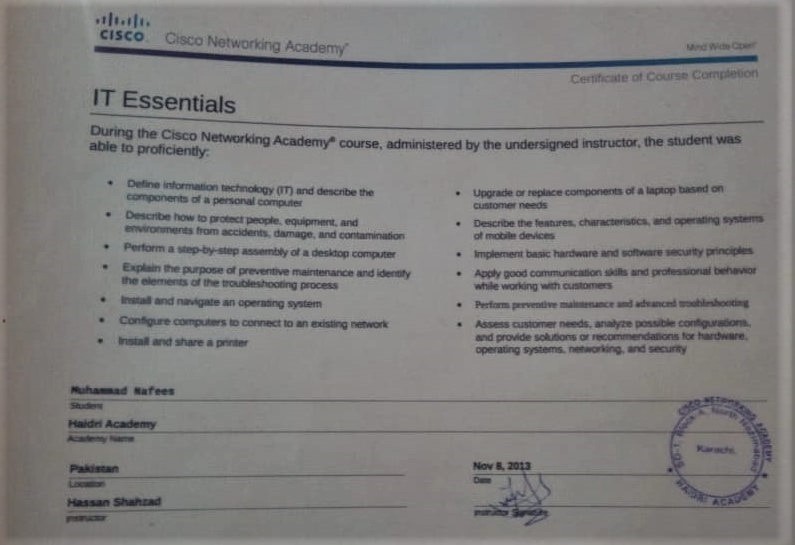 CISCO. Cisco Networking Academy®
Mind Wide Open™
Certificate of Course Completion
IT Essentials
During the Cisco Networking Academy® course, administered by the undersigned instructor, the student was
able to proficiently:
• Define information technology (IT) and describe the
components of a personal computer
• Describe how to protect people, equipment, and
environments from accidents, damage, and contamination
• Perform a step-by-step assembly of a desktop computer
• Explain the purpose of preventive maintenance and identify
the elements of the troubleshooting process
• Install and navigate an operating system
• Configure computers to connect to an existing network
• Install and share a printer
• Upgrade or replace components of a laptop based on
customer needs
• Describe the features, characteristics, and operating systems
of mobile devices
• Implement basic hardware and software security principles
• Apply good communication skills and professional behavior
while working with customers
• Perform preventive maintenance and advanced troubleshooting
• Assess customer needs, analyze possible configurations,
and provide solutions or recommendations for hardware,
operating systems, networking, and security
Muhammad Nafees
Student
Haidri Academy
Academy Name
Pakistan
Location
Hassan Shahzad
Instructor
Nov 8, 2013
Date
Instructor Signature
CISCO NETWORKING ACADEMY
Block A, North Nazimabad
Karachi.
HAIDRI ACADEMY